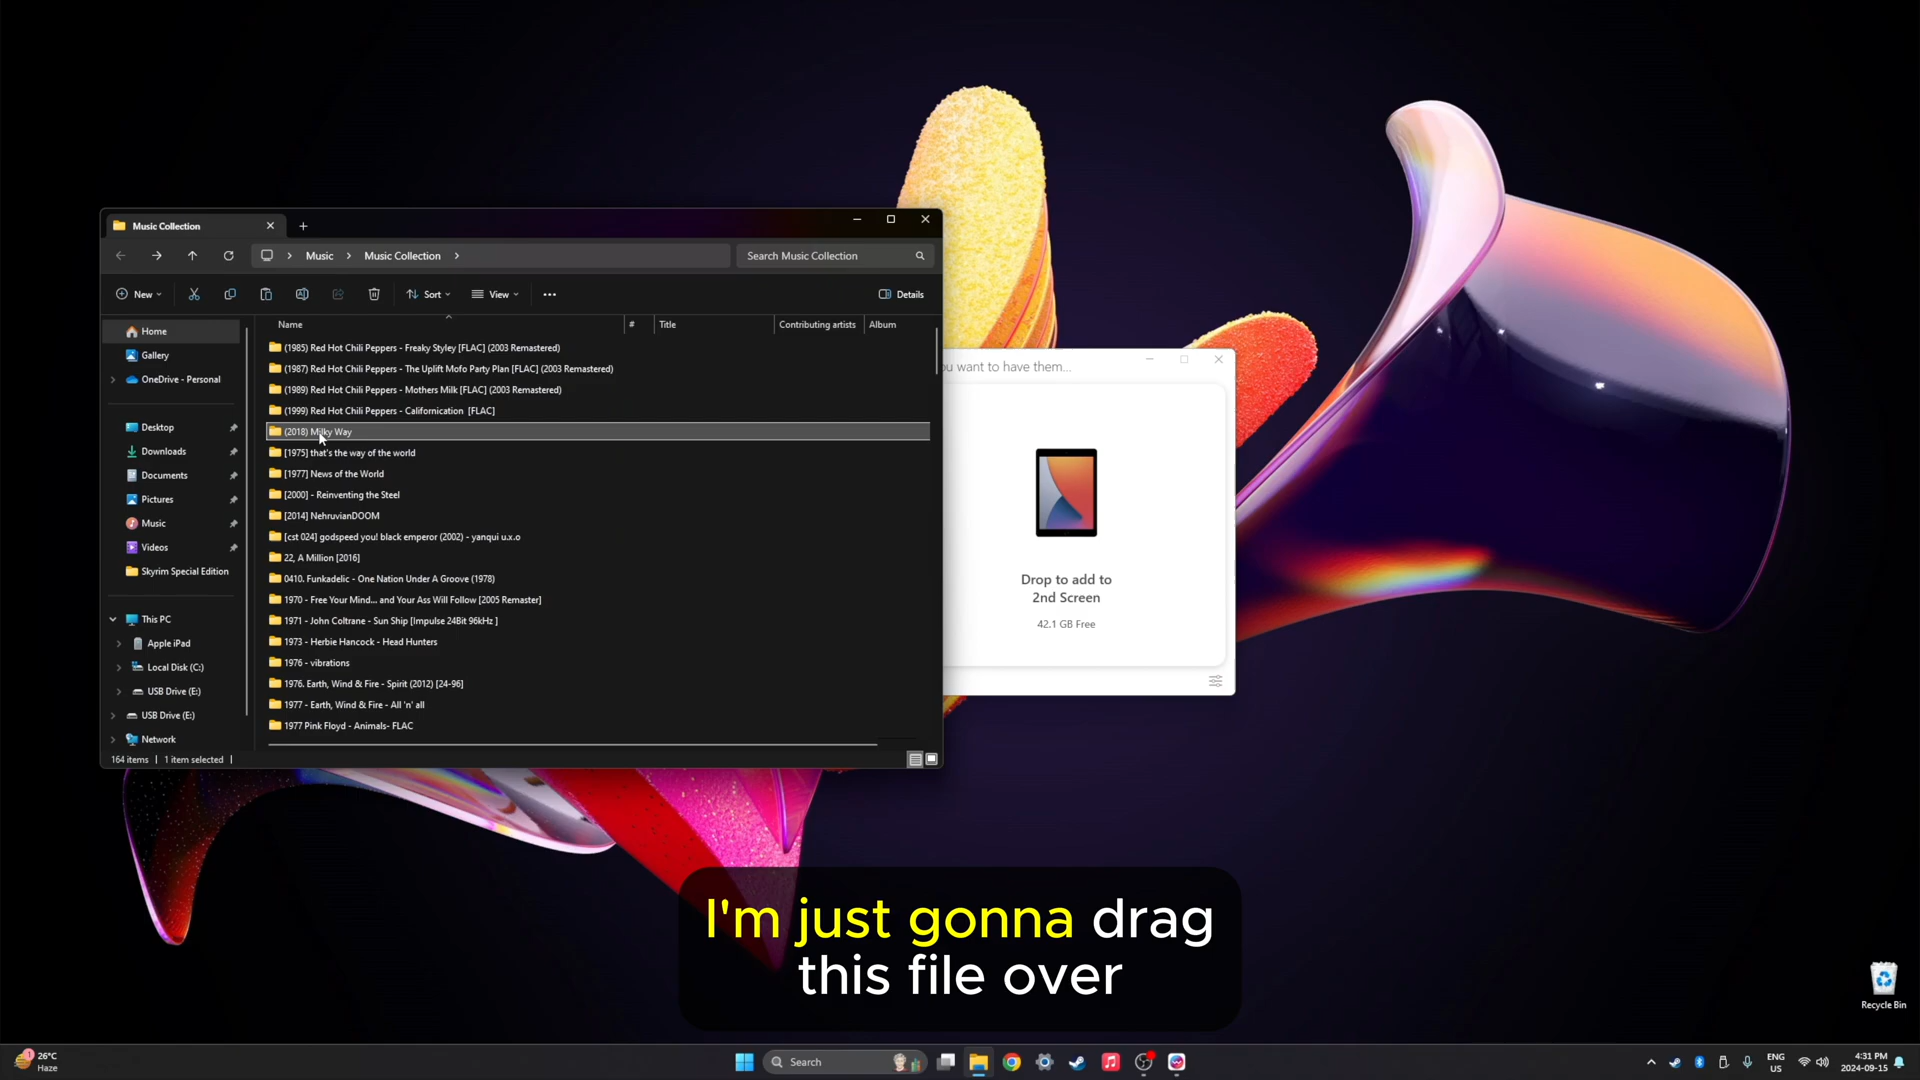 Music Collection
Music
Music Collection
Search Music Collection
New
Sort
View
Details
Home
Gallery
OneDrive - Personal
Desktop
Downloads
Documents
Pictures
Music
Videos
Skyrim Special Edition
This PC
Apple iPad
Local Disk (C:)
USB Drive (E:)
USB Drive (E:)
Network
Name
#
Title
Contributing artists
Album
(1985) Red Hot Chili Peppers - Freaky Styley [FLAC] (2003 Remastered)
(1987) Red Hot Chili Peppers - The Uplift Mofo Party Plan [FLAC] (2003 Remastered)
(1989) Red Hot Chili Peppers - Mothers Milk [FLAC] (2003 Remastered)
(1999) Red Hot Chili Peppers - Californication [FLAC]
(2018) Milky Way
[1975] that's the way of the world
[1977] News of the World
[2000] - Reinventing the Steel
[2014] NehruvianDOOM
[cst 024] godspeed you! black emperor (2002) - yanqui u.x.o
22, A Million [2016]
0410. Funkadelic - One Nation Under A Groove (1978)
1970 - Free Your Mind... and Your Ass Will Follow [2005 Remaster]
1971 - John Coltrane - Sun Ship [Impulse 24Bit 96kHz ]
1973 - Herbie Hancock - Head Hunters
1976 - vibrations
1976. Earth, Wind & Fire - Spirit (2012) [24-96]
1977 - Earth, Wind & Fire - All 'n' all
1977 Pink Floyd - Animals- FLAC
164 items
1 item selected
ou want to have them...
Drop to add to
2nd Screen
42.1 GB Free
I'm just gonna drag
this file over
Recycle Bin
1
26°C
Haze
Search
ENG
US
4:31 PM
2024-09-15